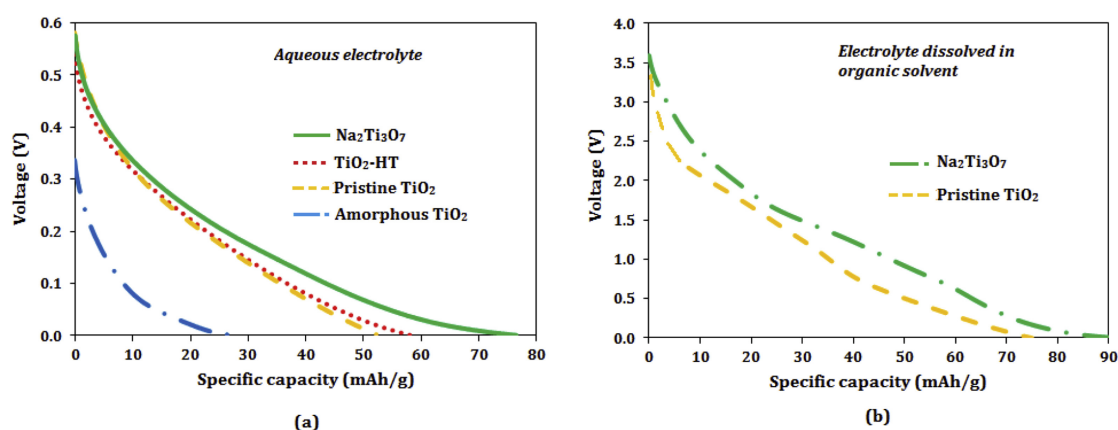 0.6
0.5
0.4
0.3
0.2
0.1
0.0
Voltage (V)
Aqueous electrolyte
Na₂Ti₃O₇
TiO₂-HT
Pristine TiO₂
Amorphous TiO₂
0 10 20 30 40 50 60 70 80
Specific capacity (mAh/g)
(a)
4.0
3.5
3.0
2.5
2.0
1.5
1.0
0.5
0.0
Voltage (V)
Electrolyte dissolved in
organic solvent
Na₂Ti₃O₇
Pristine TiO₂
0 10 20 30 40 50 60 70 80 90
Specific capacity (mAh/g)
(b)